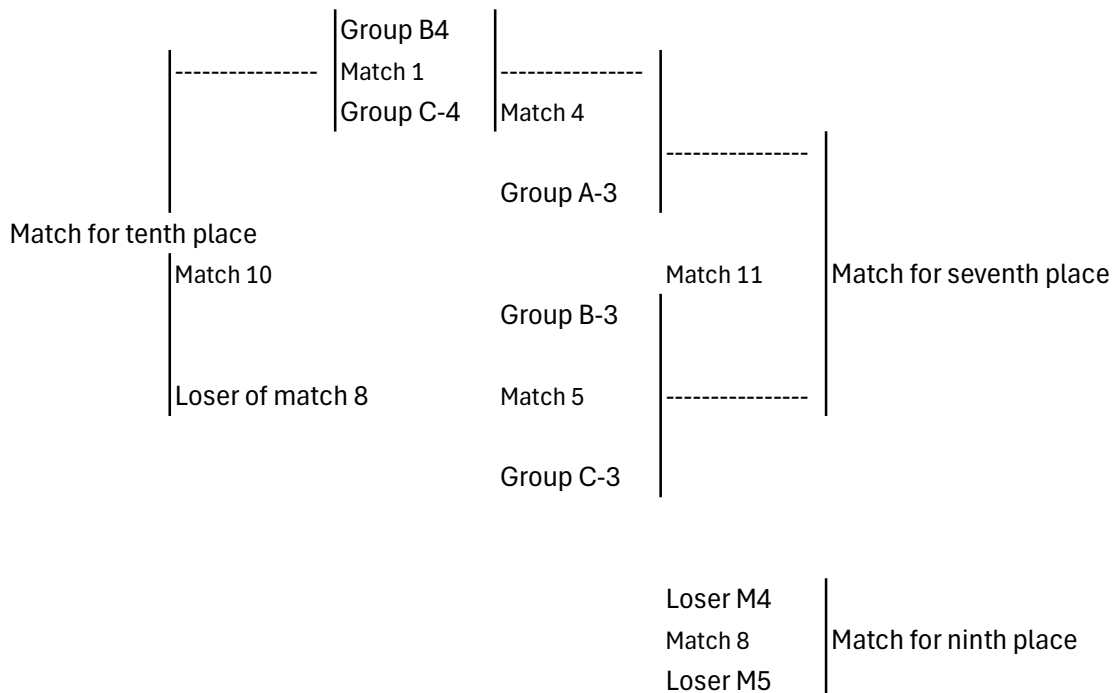 Group B4
---------------- Match 1 ----------------
Group C-4 Match 4
----------------
Group A-3
Match for tenth place
Match 10 Match 11 Match for seventh place
Group B-3
Loser of match 8 Match 5 ----------------
Group C-3
Loser M4
Match 8 Match for ninth place
Loser M5